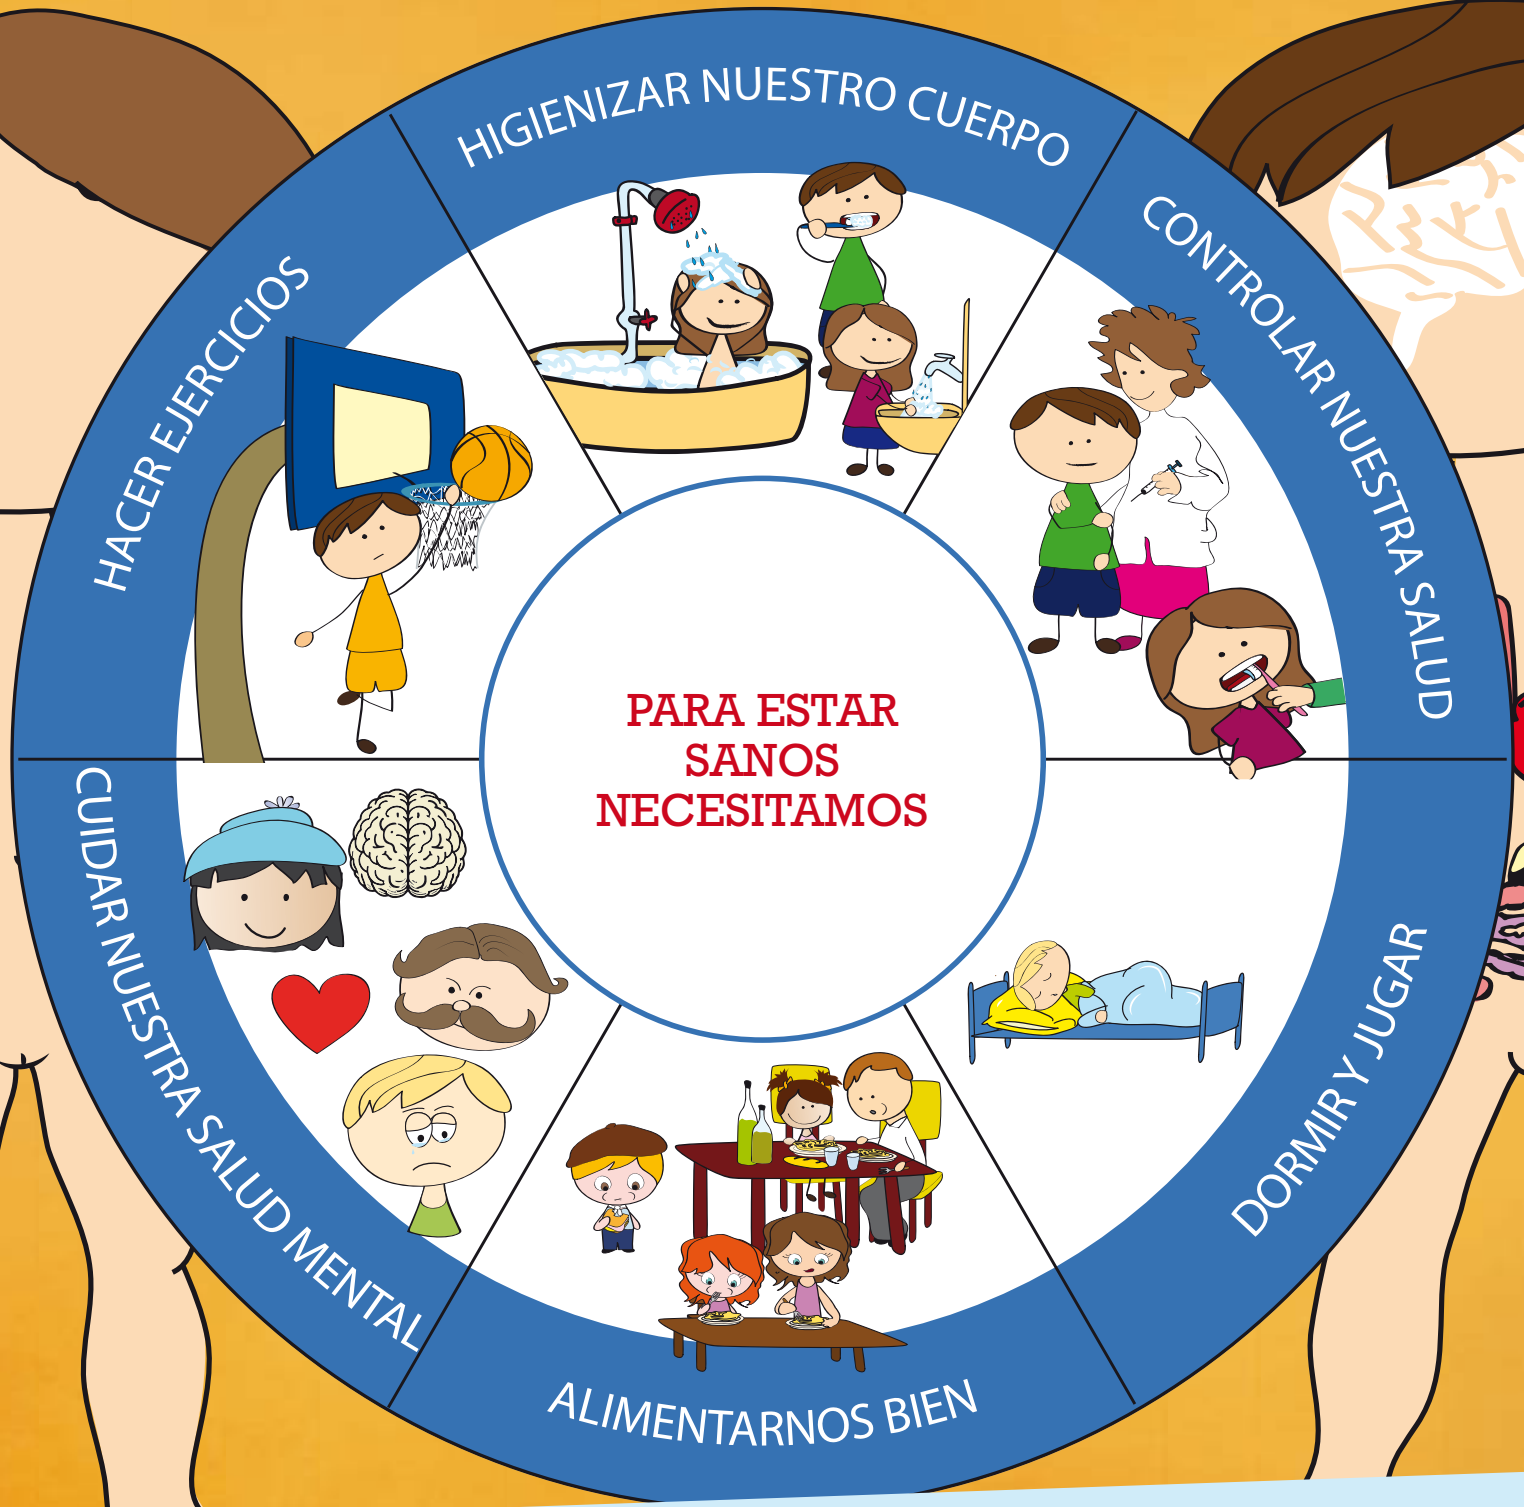 PARA ESTAR
SANOS
NECESITAMOS
HIGIENIZAR NUESTRO CUERPO
CONTROLAR NUESTRA SALUD
DORMIR Y JUGAR
ALIMENTARNOS BIEN
CUIDAR NUESTRA SALUD MENTAL
HACER EJERCICIOS